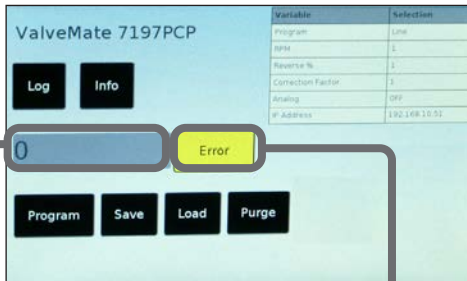 ValveMate 7197PCP
Log Info
0 Error
Program Save Load Purge
Variable Selection
Program Line
RPM 1
Reverse % 1
Correction Factor 1
Analog OFF
IP Address 192.168.10.51